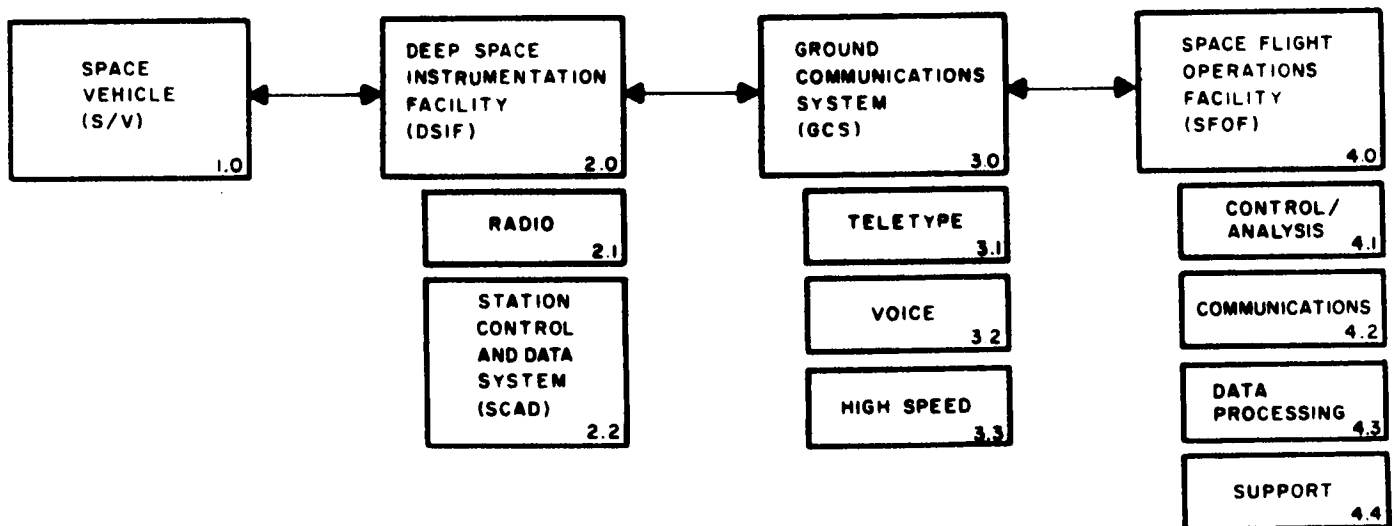 SPACE
VEHICLE
(S/V)
1.0
DEEP SPACE
INSTRUMENTATION
FACILITY
(DSIF)
2.0
RADIO
2.1
STATION
CONTROL
AND DATA
SYSTEM
(SCAD)
2.2
GROUND
COMMUNICATIONS
SYSTEM
(GCS)
3.0
TELETYPE
3.1
VOICE
3.2
HIGH SPEED
3.3
SPACE FLIGHT
OPERATIONS
FACILITY
(SFOF)
4.0
CONTROL/
ANALYSIS
4.1
COMMUNICATIONS
4.2
DATA
PROCESSING
4.3
SUPPORT
4.4